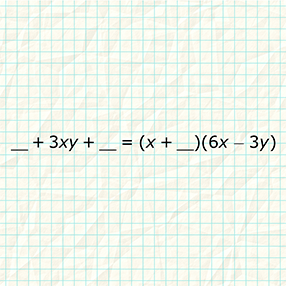 __ + 3xy + __ = (x + __)(6x – 3y)